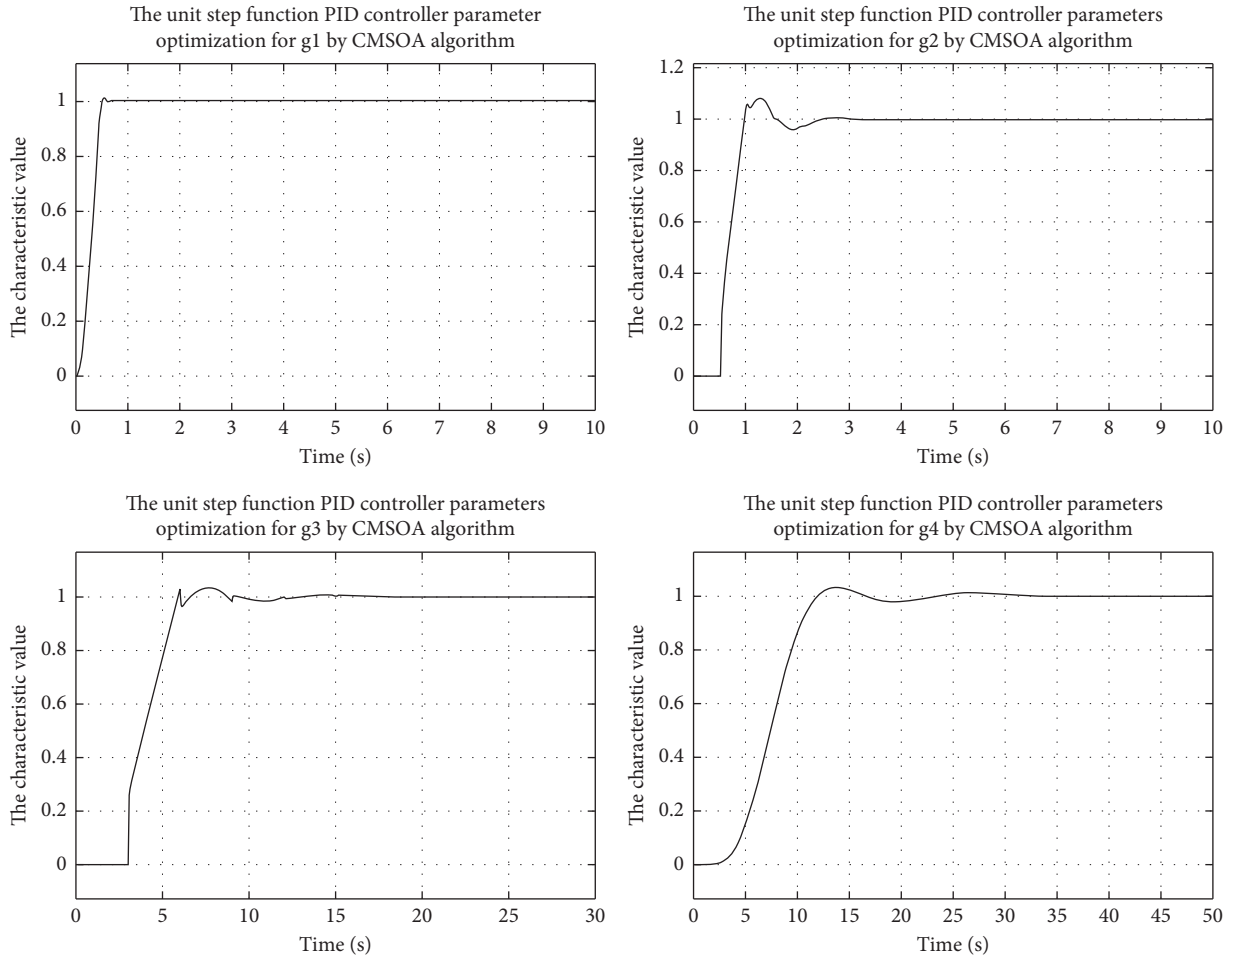 The unit step function PID controller parameter
optimization for g1 by CMSOA algorithm
The characteristic value
1
0.8
0.6
0.4
0.2
0
0 1 2 3 4 5 6 7 8 9 10
Time (s)
The unit step function PID controller parameters
optimization for g2 by CMSOA algorithm
The characteristic value
1.2
1
0.8
0.6
0.4
0.2
0
0 1 2 3 4 5 6 7 8 9 10
Time (s)
The unit step function PID controller parameters
optimization for g3 by CMSOA algorithm
The characteristic value
1
0.8
0.6
0.4
0.2
0
0 5 10 15 20 25 30
Time (s)
The unit step function PID controller parameters
optimization for g4 by CMSOA algorithm
The characteristic value
1
0.8
0.6
0.4
0.2
0
0 5 10 15 20 25 30 35 40 45 50
Time (s)